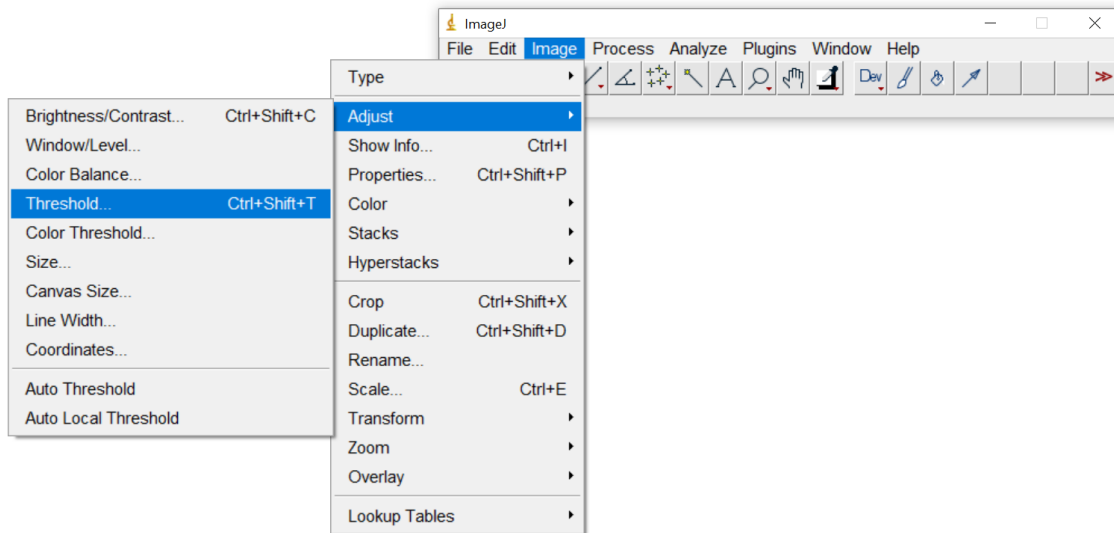 ImageJ
File Edit Image Process Analyze Plugins Window Help
Dev
Type
Adjust
Show Info... Ctrl+I
Properties... Ctrl+Shift+P
Color
Stacks
Hyperstacks
Crop Ctrl+Shift+X
Duplicate... Ctrl+Shift+D
Rename...
Scale... Ctrl+E
Transform
Zoom
Overlay
Lookup Tables
Brightness/Contrast... Ctrl+Shift+C
Window/Level...
Color Balance...
Threshold... Ctrl+Shift+T
Color Threshold...
Size...
Canvas Size...
Line Width...
Coordinates...
Auto Threshold
Auto Local Threshold